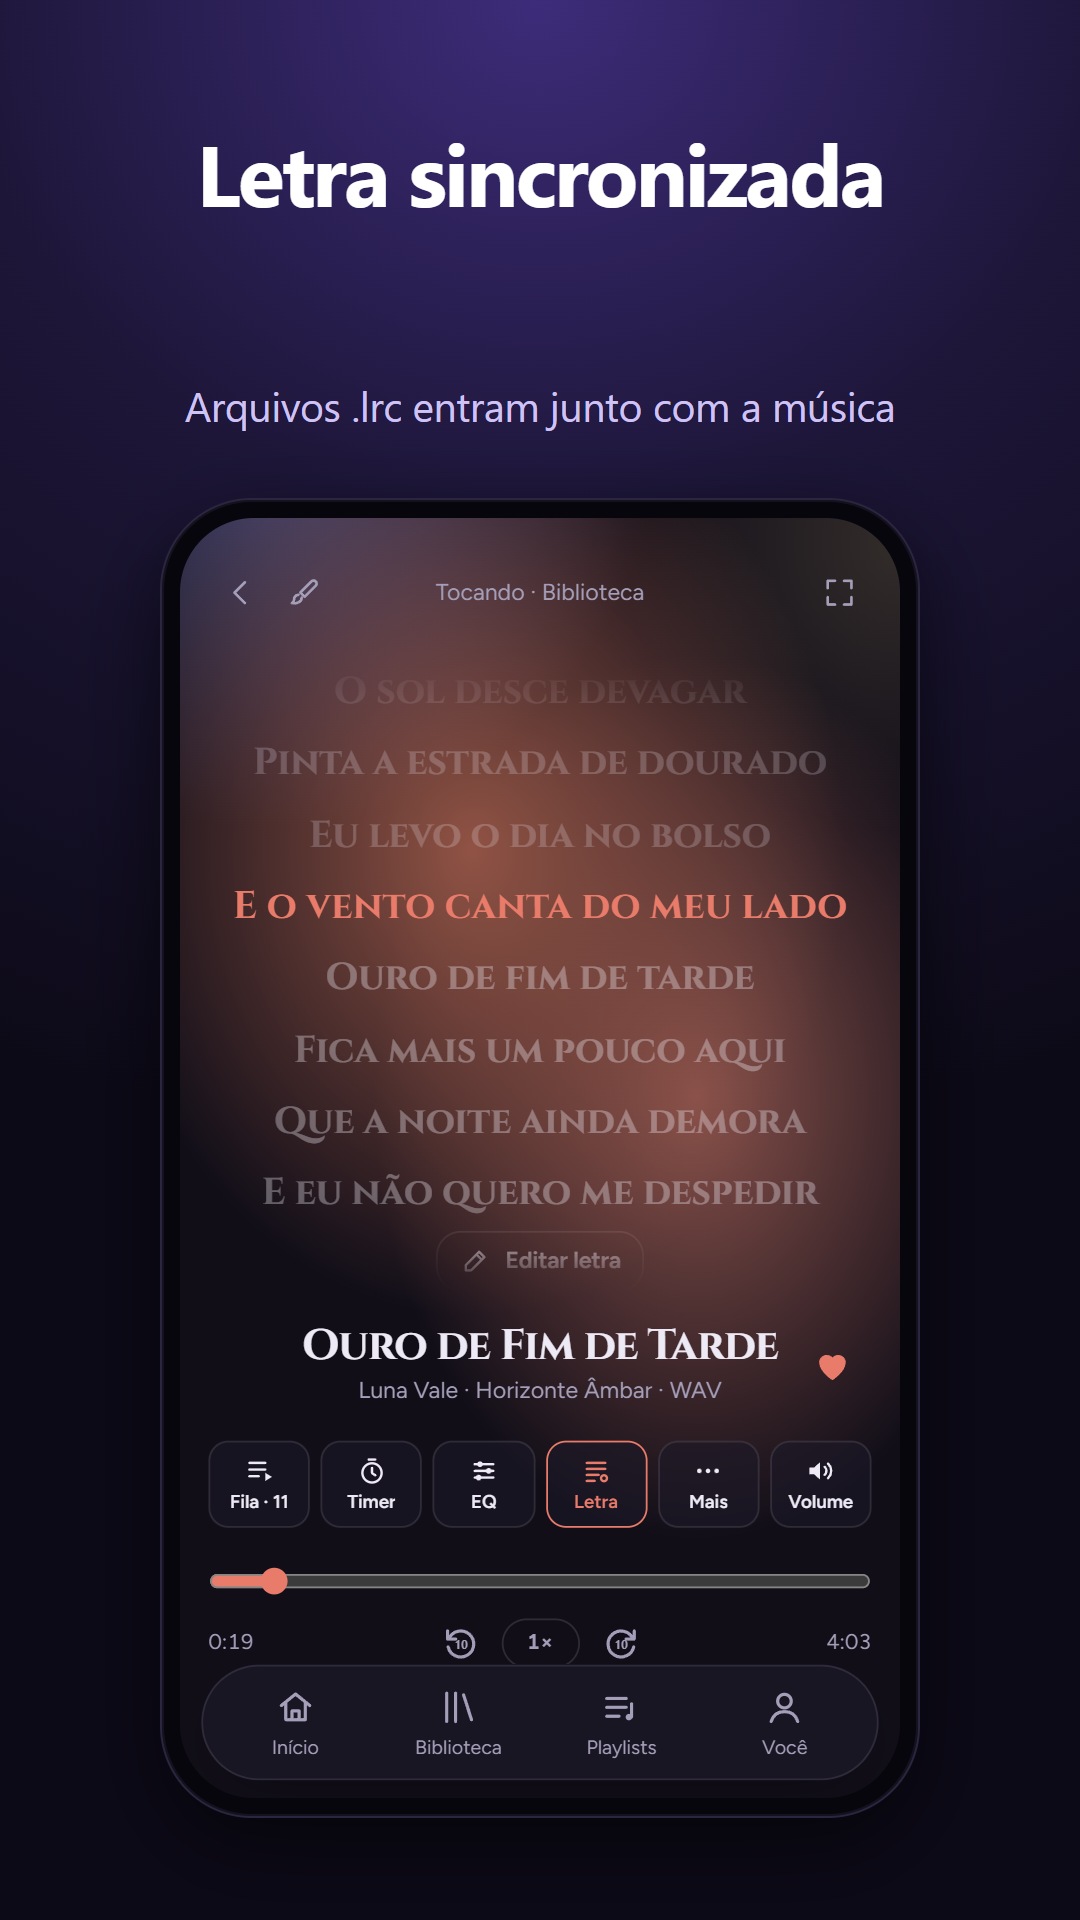 Letra sincronizada
Arquivos .lrc entram junto com a música
Tocando · Biblioteca
O sol desce devagar
Pinta a estrada de dourado
Eu levo o dia no bolso
E o vento canta do meu lado
Ouro de fim de tarde
Fica mais um pouco aqui
Que a noite ainda demora
E eu não quero me despedir
Editar letra
Ouro de Fim de Tarde
Luna Vale · Horizonte Âmbar · WAV
Fila · 11 Timer EQ Letra Mais Volume
0:19 10 1× 10 4:03
Início Biblioteca Playlists Você